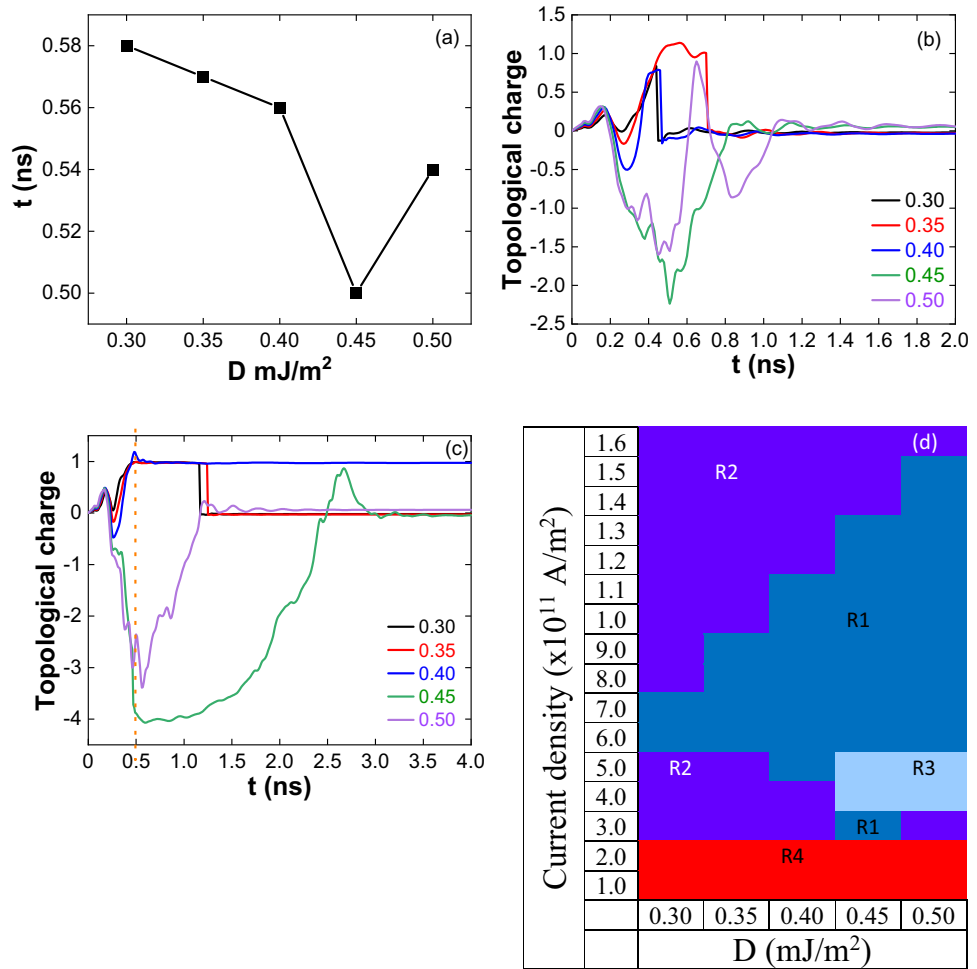 (a)
t (ns)
0.58
0.56
0.54
0.52
0.50
0.30 0.35 0.40 0.45 0.50
D mJ/m²
(b)
Topological charge
1.5
1.0
0.5
0.0
-0.5
-1.0
-1.5
-2.0
-2.5
0.30
0.35
0.40
0.45
0.50
0 0.2 0.4 0.6 0.8 1.0 1.2 1.4 1.6 1.8 2.0
t (ns)
(c)
Topological charge
1
0
-1
-2
-3
-4
0.30
0.35
0.40
0.45
0.50
0 0.5 1.0 1.5 2.0 2.5 3.0 3.5 4.0
t (ns)
(d)
Current density (x10¹¹ A/m²)
1.6
1.5
1.4
1.3
1.2
1.1
1.0
9.0
8.0
7.0
6.0
5.0
4.0
3.0
2.0
1.0
R2
R1
R2
R3
R1
R4
0.30 0.35 0.40 0.45 0.50
D (mJ/m²)